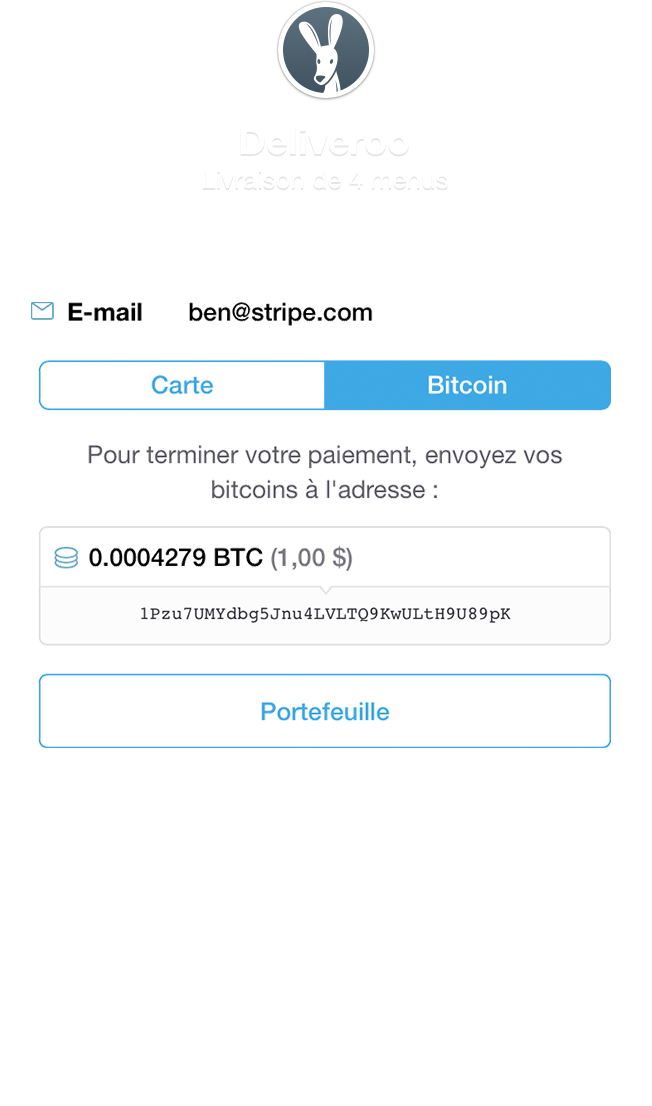 Deliveroo
Livraison de 4 menus
E-mail ben@stripe.com
Carte Bitcoin
Pour terminer votre paiement, envoyez vos
bitcoins à l'adresse :
0.0004279 BTC (1,00 $)
1Pzu7UMYdbg5Jnu4LVLTQ9KwULtH9U89pK
Portefeuille